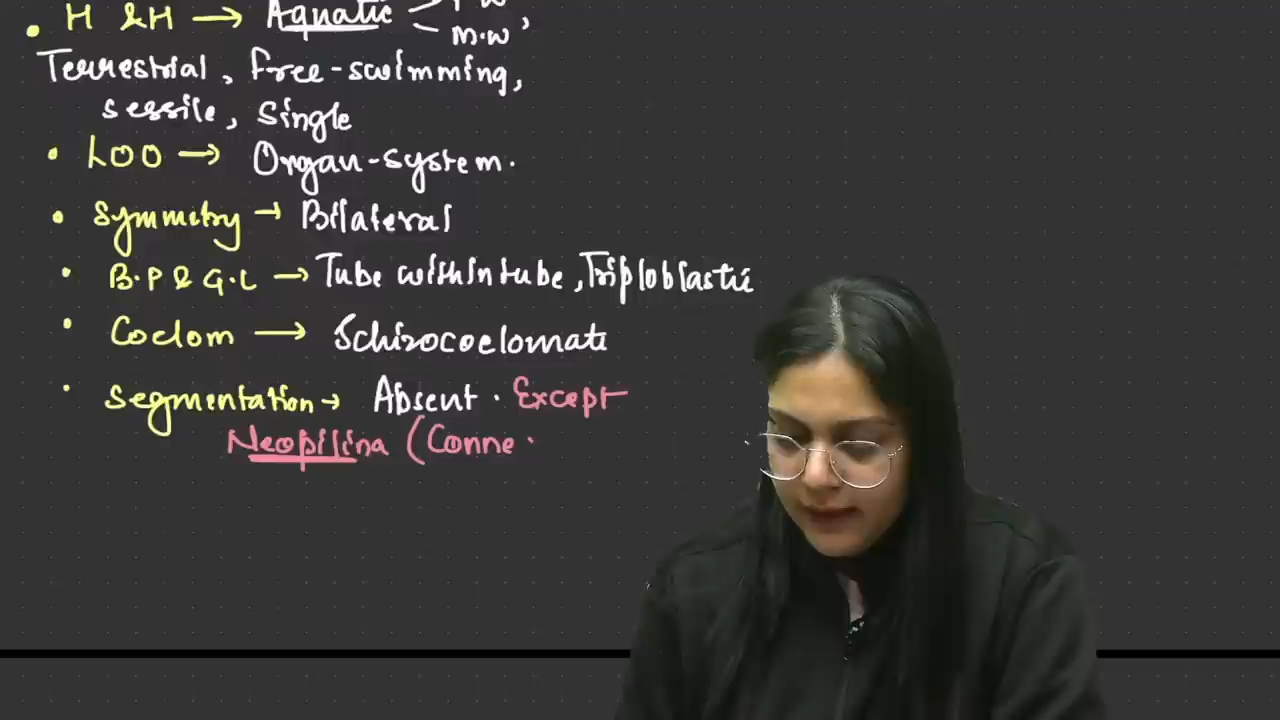 • H & H → Aquatic
M.W ,
Terrestrial, free-swimming,
sessile, single
• LOO → Organ-system.
• Symmetry → Bilateral
• B.P & G.L → Tube within tube, Triploblastic
• Coelom → Schizocoelomate
• Segmentation → Absent. Except
Neopilina (Conne